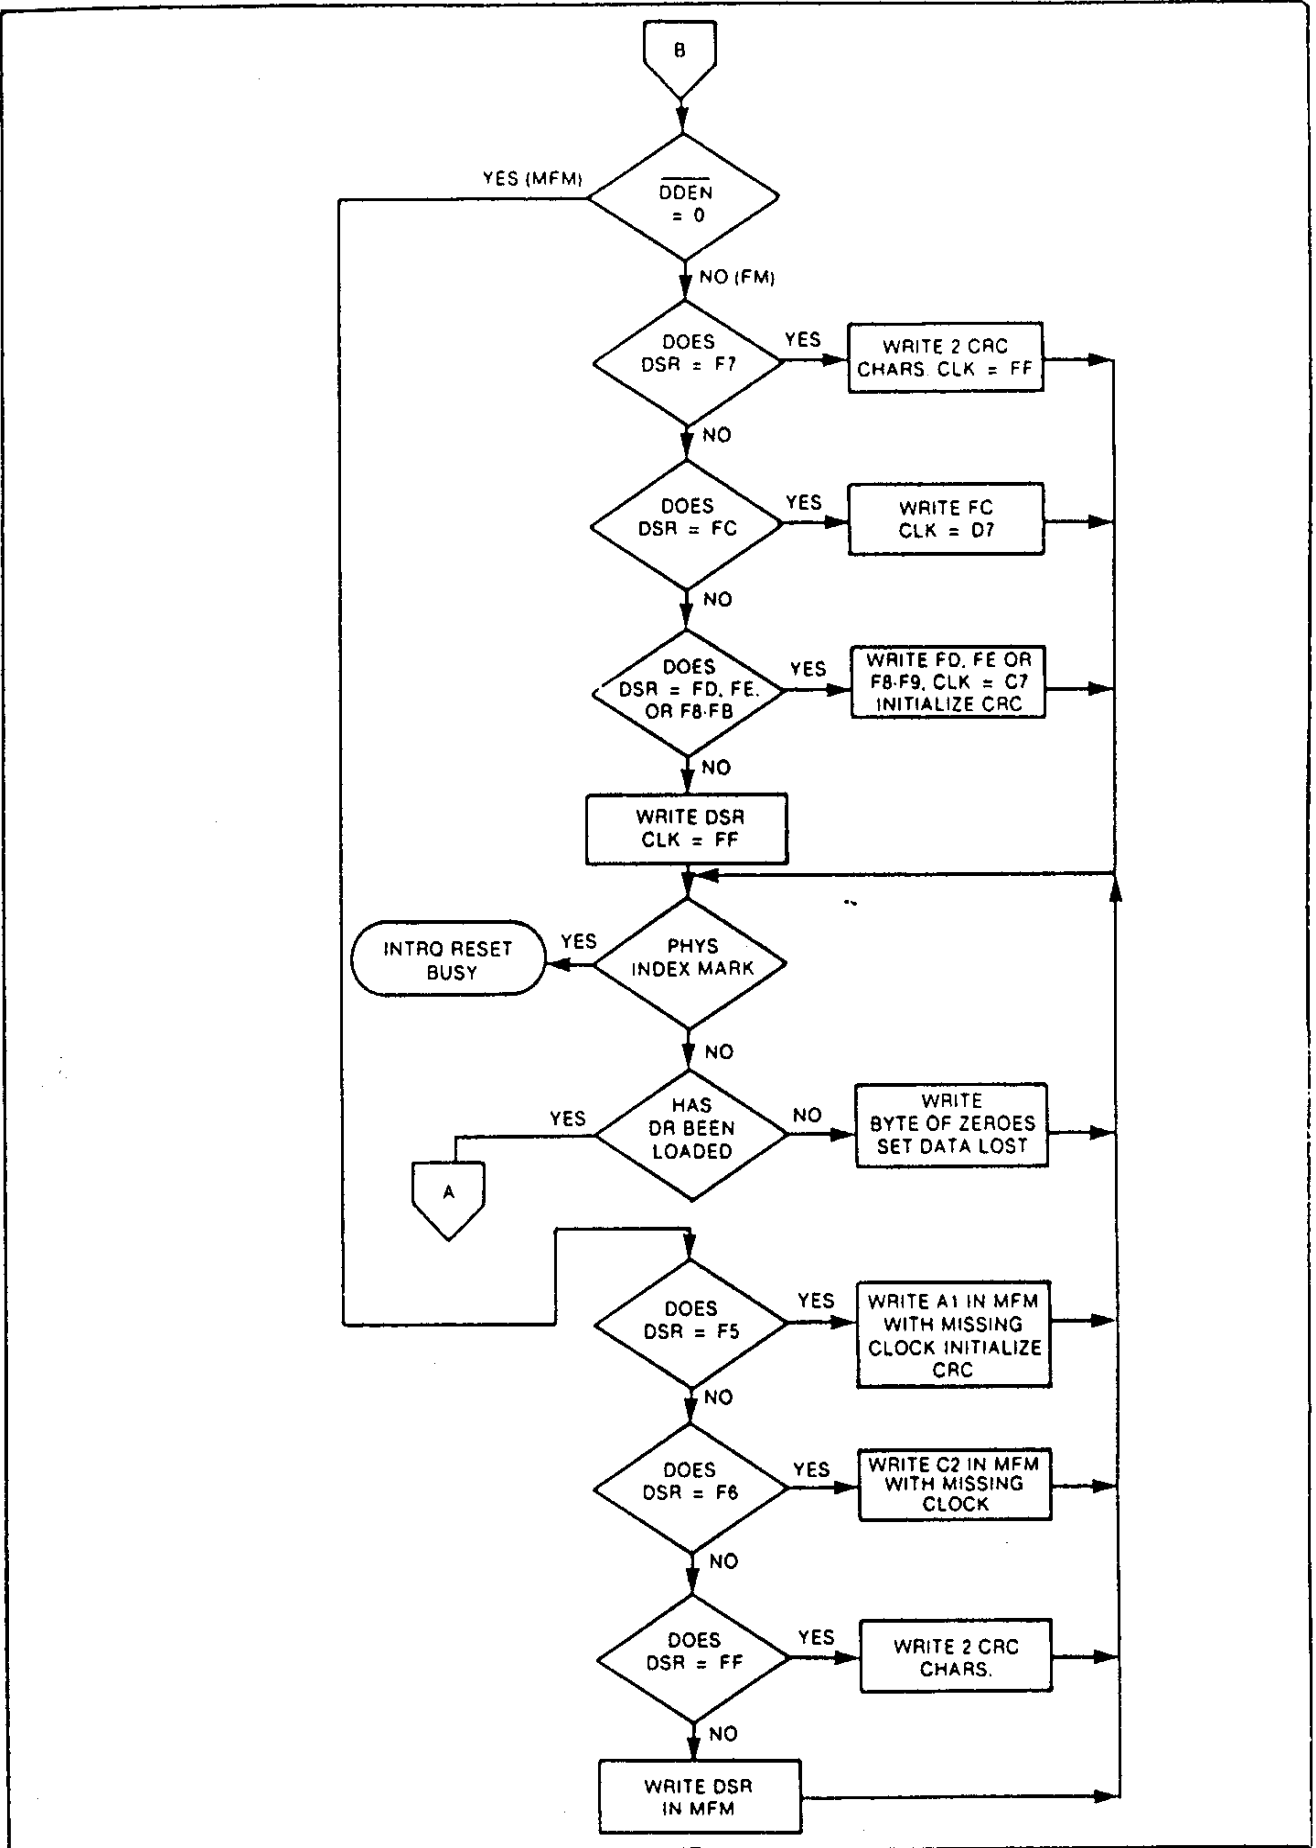 B
YES (MFM)
DDEN
= 0
NO (FM)
DOES
DSR = F7
YES
WRITE 2 CRC
CHARS. CLK = FF
NO
DOES
DSR = FC
YES
WRITE FC
CLK = D7
NO
DOES
DSR = FD, FE,
OR F8-FB
YES
WRITE FD, FE OR
F8-F9, CLK = C7
INITIALIZE CRC
NO
WRITE DSR
CLK = FF
INTRQ RESET
BUSY
YES
PHYS
INDEX MARK
NO
YES
HAS
DR BEEN
LOADED
NO
WRITE
BYTE OF ZEROES
SET DATA LOST
A
DOES
DSR = F5
YES
WRITE A1 IN MFM
WITH MISSING
CLOCK INITIALIZE
CRC
NO
DOES
DSR = F6
YES
WRITE C2 IN MFM
WITH MISSING
CLOCK
NO
DOES
DSR = FF
YES
WRITE 2 CRC
CHARS.
NO
WRITE DSR
IN MFM